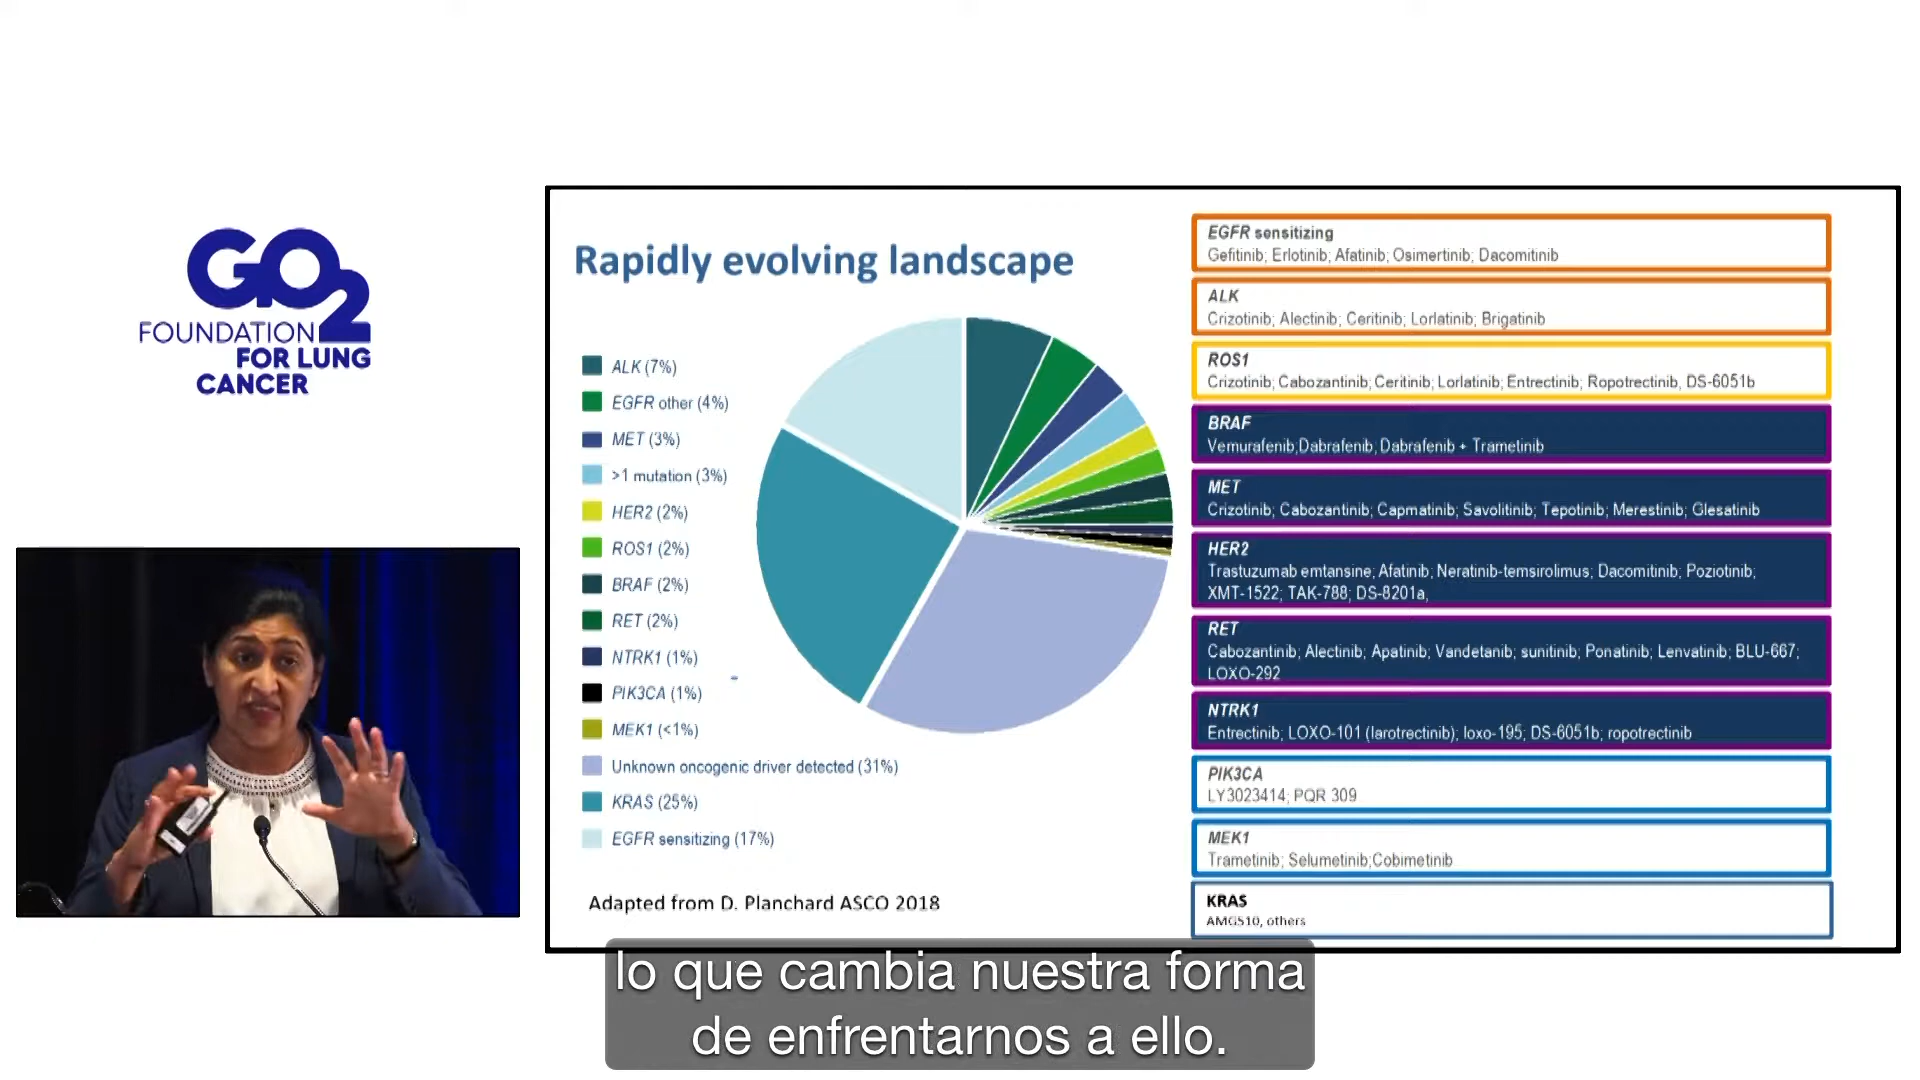 GO2
FOUNDATION
FOR LUNG
CANCER
Rapidly evolving landscape
ALK (7%)
EGFR other (4%)
MET (3%)
>1 mutation (3%)
HER2 (2%)
ROS1 (2%)
BRAF (2%)
RET (2%)
NTRK1 (1%)
PIK3CA (1%)
MEK1 (<1%)
Unknown oncogenic driver detected (31%)
KRAS (25%)
EGFR sensitizing (17%)
Adapted from D. Planchard ASCO 2018
EGFR sensitizing
Gefitinib; Erlotinib; Afatinib; Osimertinib; Dacomitinib
ALK
Crizotinib; Alectinib; Ceritinib; Lorlatinib; Brigatinib
ROS1
Crizotinib; Cabozantinib; Ceritinib; Lorlatinib; Entrectinib; Ropotrectinib, DS-6051b
BRAF
Vemurafenib;Dabrafenib; Dabrafenib + Trametinib
MET
Crizotinib; Cabozantinib; Capmatinib; Savolitinib; Tepotinib; Merestinib; Glesatinib
HER2
Trastuzumab emtansine; Afatinib; Neratinib-temsirolimus; Dacomitinib; Poziotinib;
XMT-1522; TAK-788; DS-8201a,
RET
Cabozantinib; Alectinib; Apatinib; Vandetanib; sunitinib; Ponatinib; Lenvatinib; BLU-667;
LOXO-292
NTRK1
Entrectinib; LOXO-101 (larotrectinib); loxo-195; DS-6051b; ropotrectinib
PIK3CA
LY3023414; PQR 309
MEK1
Trametinib; Selumetinib;Cobimetinib
KRAS
AMG510, others
lo que cambia nuestra forma
de enfrentarnos a ello.